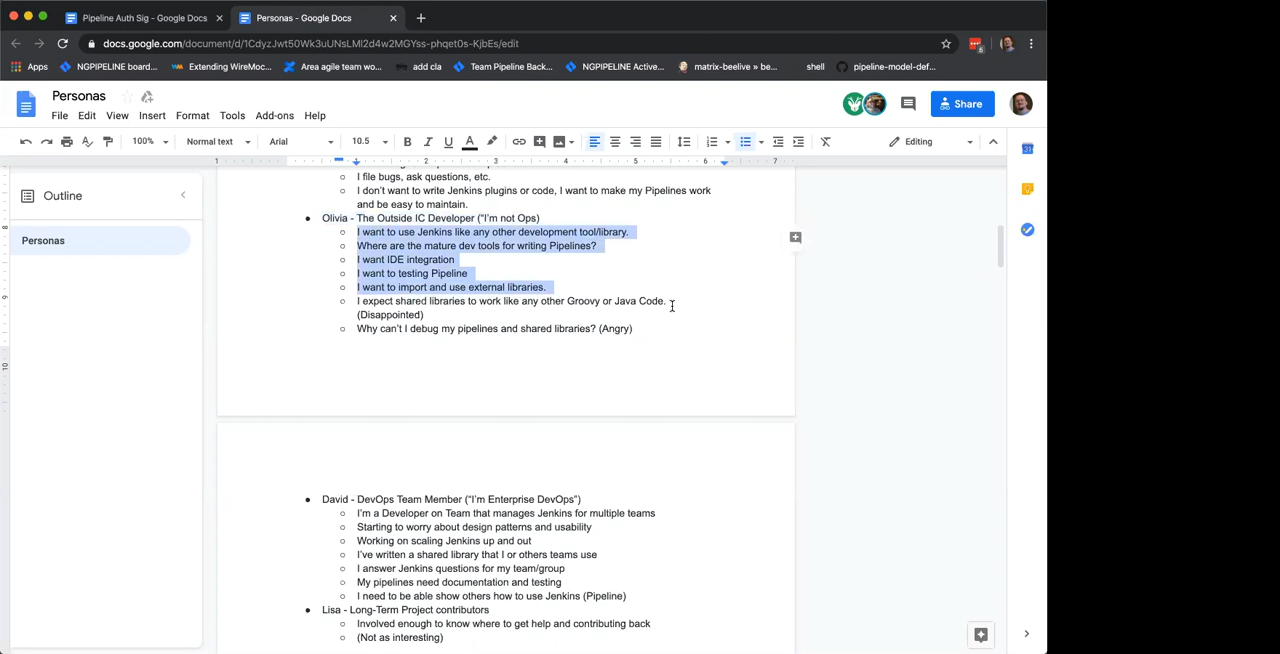 Pipeline Auth Sig - Google Docs
Personas - Google Docs
docs.google.com/document/d/1CdyzJwt50Wk3uUNsLMl2d4w2MGYss-phqet0s-KjbEs/edit
Apps
NGPIPELINE board...
Extending WireMoc...
Area agile team wo...
add cla
Team Pipeline Back...
NGPIPELINE Active...
matrix-beelive » be...
shell
pipeline-model-def...
Personas
File Edit View Insert Format Tools Add-ons Help
Share
100% Normal text Arial 10.5 Editing
1 2 3 4 5 6 7
Outline
Personas
I file bugs, ask questions, etc.
I don't want to write Jenkins plugins or code, I want to make my Pipelines work
and be easy to maintain.
Olivia - The Outside IC Developer ("I'm not Ops)
I want to use Jenkins like any other development tool/library.
Where are the mature dev tools for writing Pipelines?
I want IDE integration
I want to testing Pipeline
I want to import and use external libraries.
I expect shared libraries to work like any other Groovy or Java Code.
(Disappointed)
Why can't I debug my pipelines and shared libraries? (Angry)
David - DevOps Team Member ("I'm Enterprise DevOps")
I'm a Developer on Team that manages Jenkins for multiple teams
Starting to worry about design patterns and usability
Working on scaling Jenkins up and out
I've written a shared library that I or others teams use
I answer Jenkins questions for my team/group
My pipelines need documentation and testing
I need to be able show others how to use Jenkins (Pipeline)
Lisa - Long-Term Project contributors
Involved enough to know where to get help and contributing back
(Not as interesting)